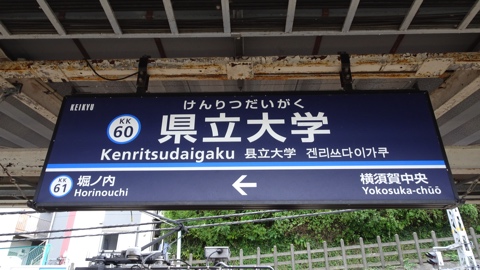 KEIKYU
けんりつだいがく
KK
60
県立大学
Kenritsudaigaku 县立大学 겐리쓰다이가쿠
KK
61
堀ノ内
Horinouchi
←
横須賀中央
Yokosuka-chūō